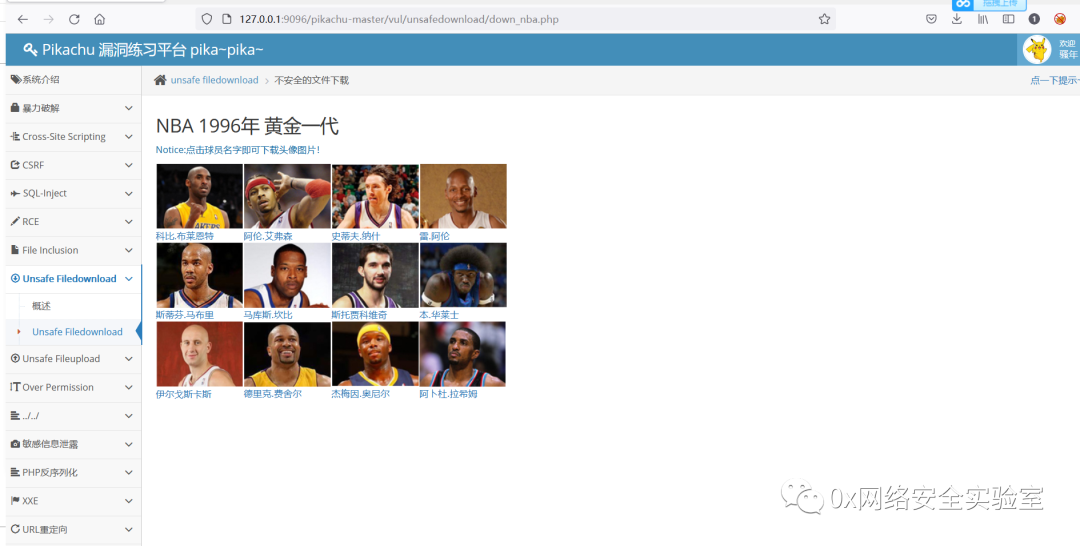 拖拽上传
127.0.0.1:9096/pikachu-master/vul/unsafedownload/down_nba.php
Pikachu 漏洞练习平台 pika~pika~
欢迎
骚年
系统介绍
暴力破解
Cross-Site Scripting
CSRF
SQL-Inject
RCE
File Inclusion
Unsafe Filedownload
概述
Unsafe Filedownload
Unsafe Fileupload
Over Permission
../../
敏感信息泄露
PHP反序列化
XXE
URL重定向
unsafe filedownload > 不安全的文件下载
点一下提示~
NBA 1996年 黄金一代
Notice:点击球员名字即可下载头像图片!
科比.布莱恩特 阿伦.艾弗森 史蒂夫.纳什 雷.阿伦
斯蒂芬.马布里 马库斯.坎比 斯托贾科维奇 本.华莱士
伊尔戈斯卡斯 德里克.费舍尔 杰梅因.奥尼尔 阿卜杜.拉希姆
0x网络安全实验室